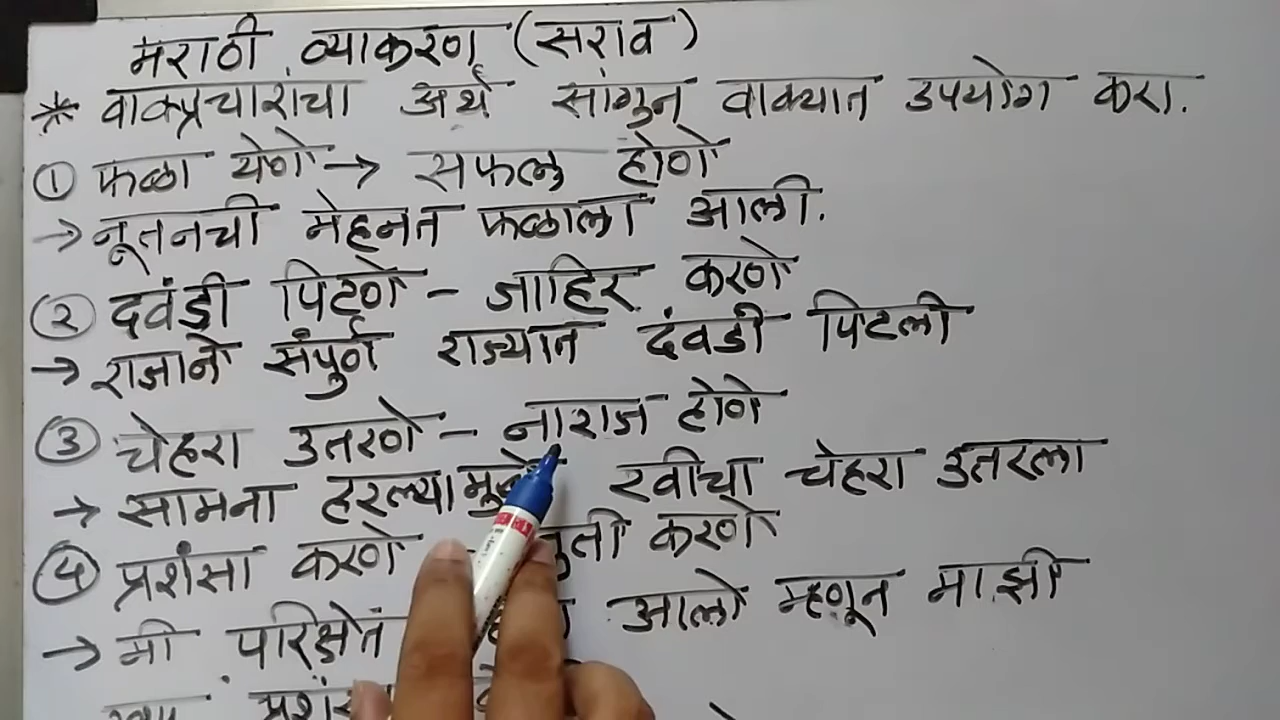 मराठी व्याकरण (सराव)
* वाक्प्रचारांचा अर्थ सांगुन वाक्यात उपयोग करा.
① फळा येणे → सफल होणे
→ नूतनची मेहनत फळाला आली.
② दवंडी पिटणे - जाहिर करणे
→ राजाने संपुर्ण राज्यात दंवडी पिटली
③ चेहरा उतरणे - नाराज होणे
→ सामना हरल्यामुळे रवीचा चेहरा उतरला
④ प्रशंसा करणे - करणे
→ मी परिक्षेत आलो म्हणून माझी